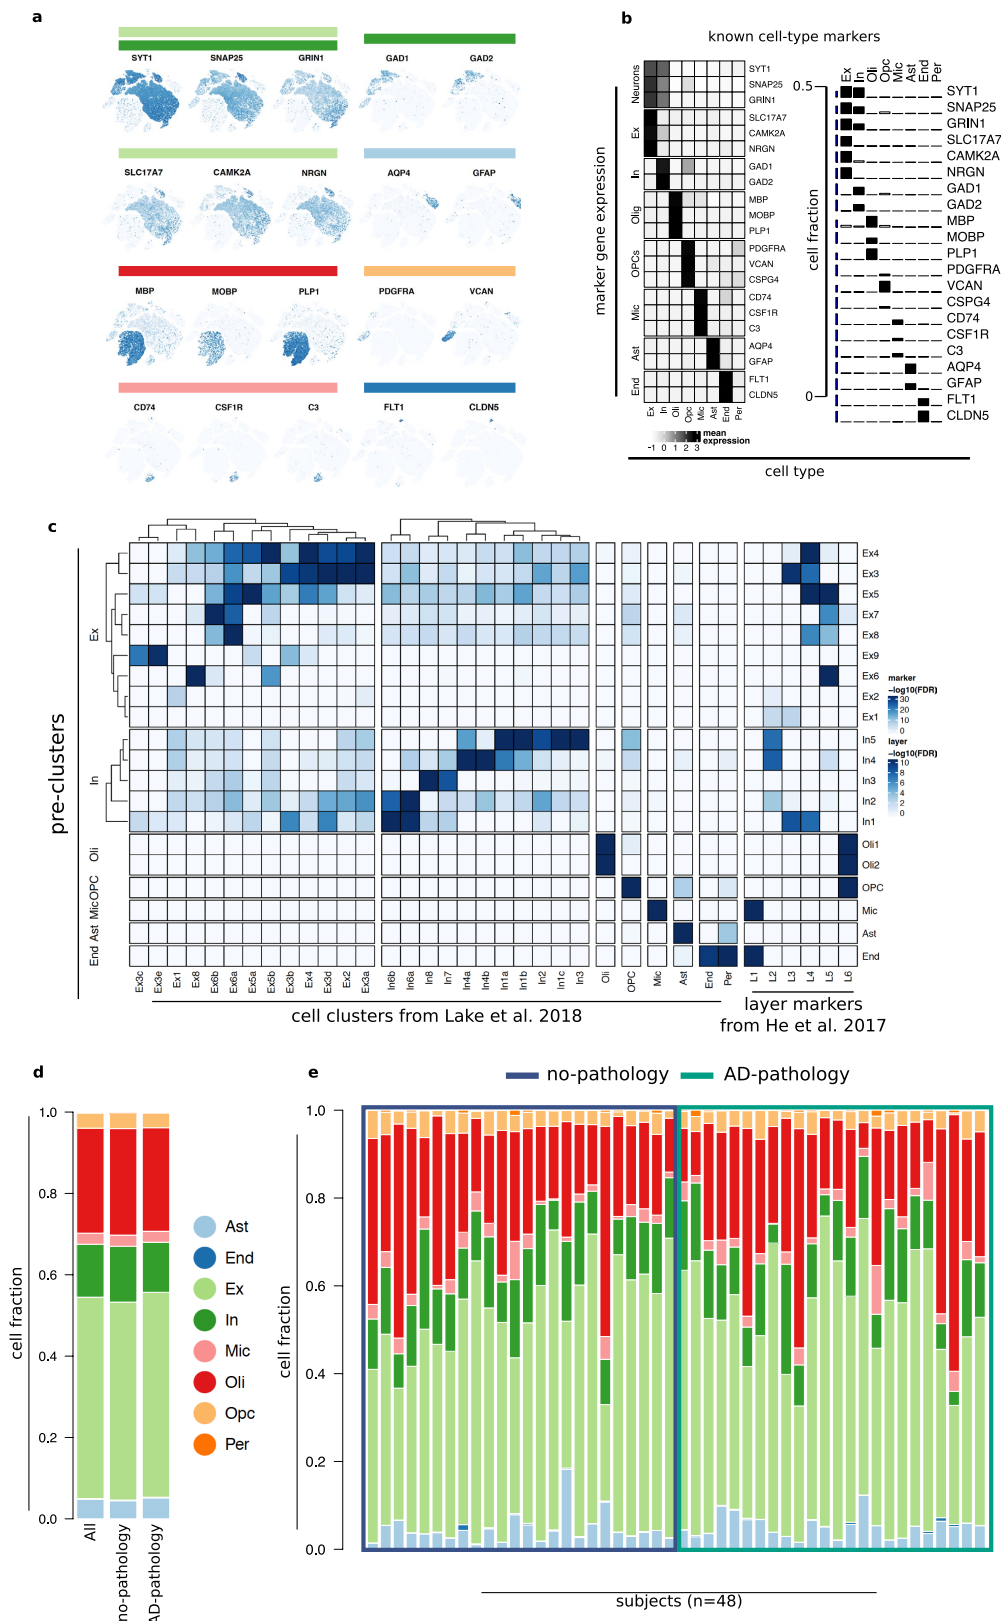 a
SYT1 SNAP25 GRIN1 GAD1 GAD2
SLC17A7 CAMK2A NRGN AQP4 GFAP
MBP MOBP PLP1 PDGFRA VCAN
CD74 CSF1R C3 FLT1 CLDN5
b
known cell-type markers
marker gene expression
Neurons
Ex
In
Olig
OPCs
Mic
Ast
End
SYT1
SNAP25
GRIN1
SLC17A7
CAMK2A
NRGN
GAD1
GAD2
MBP
MOBP
PLP1
PDGFRA
VCAN
CSPG4
CD74
CSF1R
C3
AQP4
GFAP
FLT1
CLDN5
Ex In Oli Opc Mic Ast End Per
-1 0 1 2 3
mean
expression
cell fraction
0.5
0
Ex In Oli Opc Mic Ast End Per
SYT1
SNAP25
GRIN1
SLC17A7
CAMK2A
NRGN
GAD1
GAD2
MBP
MOBP
PLP1
PDGFRA
VCAN
CSPG4
CD74
CSF1R
C3
AQP4
GFAP
FLT1
CLDN5
cell type
c
pre-clusters
Ex
In
Oli
OPC
Mic
Ast
End
Ex4
Ex3
Ex5
Ex7
Ex8
Ex9
Ex6
Ex2
Ex1
In5
In4
In3
In2
In1
Oli1
Oli2
OPC
Mic
Ast
End
marker
-log10(FDR)
30
20
10
0
layer
-log10(FDR)
10
8
6
4
2
0
Ex3c Ex3e Ex1 Ex8 Ex6b Ex6a Ex5a Ex5b Ex3b Ex4 Ex3d Ex2 Ex3a In6b In6a In8 In7 In4a In4b In1a In1b In2 In1c In3 Oli OPC Mic Ast End Per L1 L2 L3 L4 L5 L6
cell clusters from Lake et al. 2018
layer markers
from He et al. 2017
d
cell fraction
1.0
0.8
0.6
0.4
0.2
0.0
All
no-pathology
AD-pathology
Ast
End
Ex
In
Mic
Oli
Opc
Per
e
no-pathology AD-pathology
cell fraction
1.0
0.8
0.6
0.4
0.2
0.0
subjects (n=48)